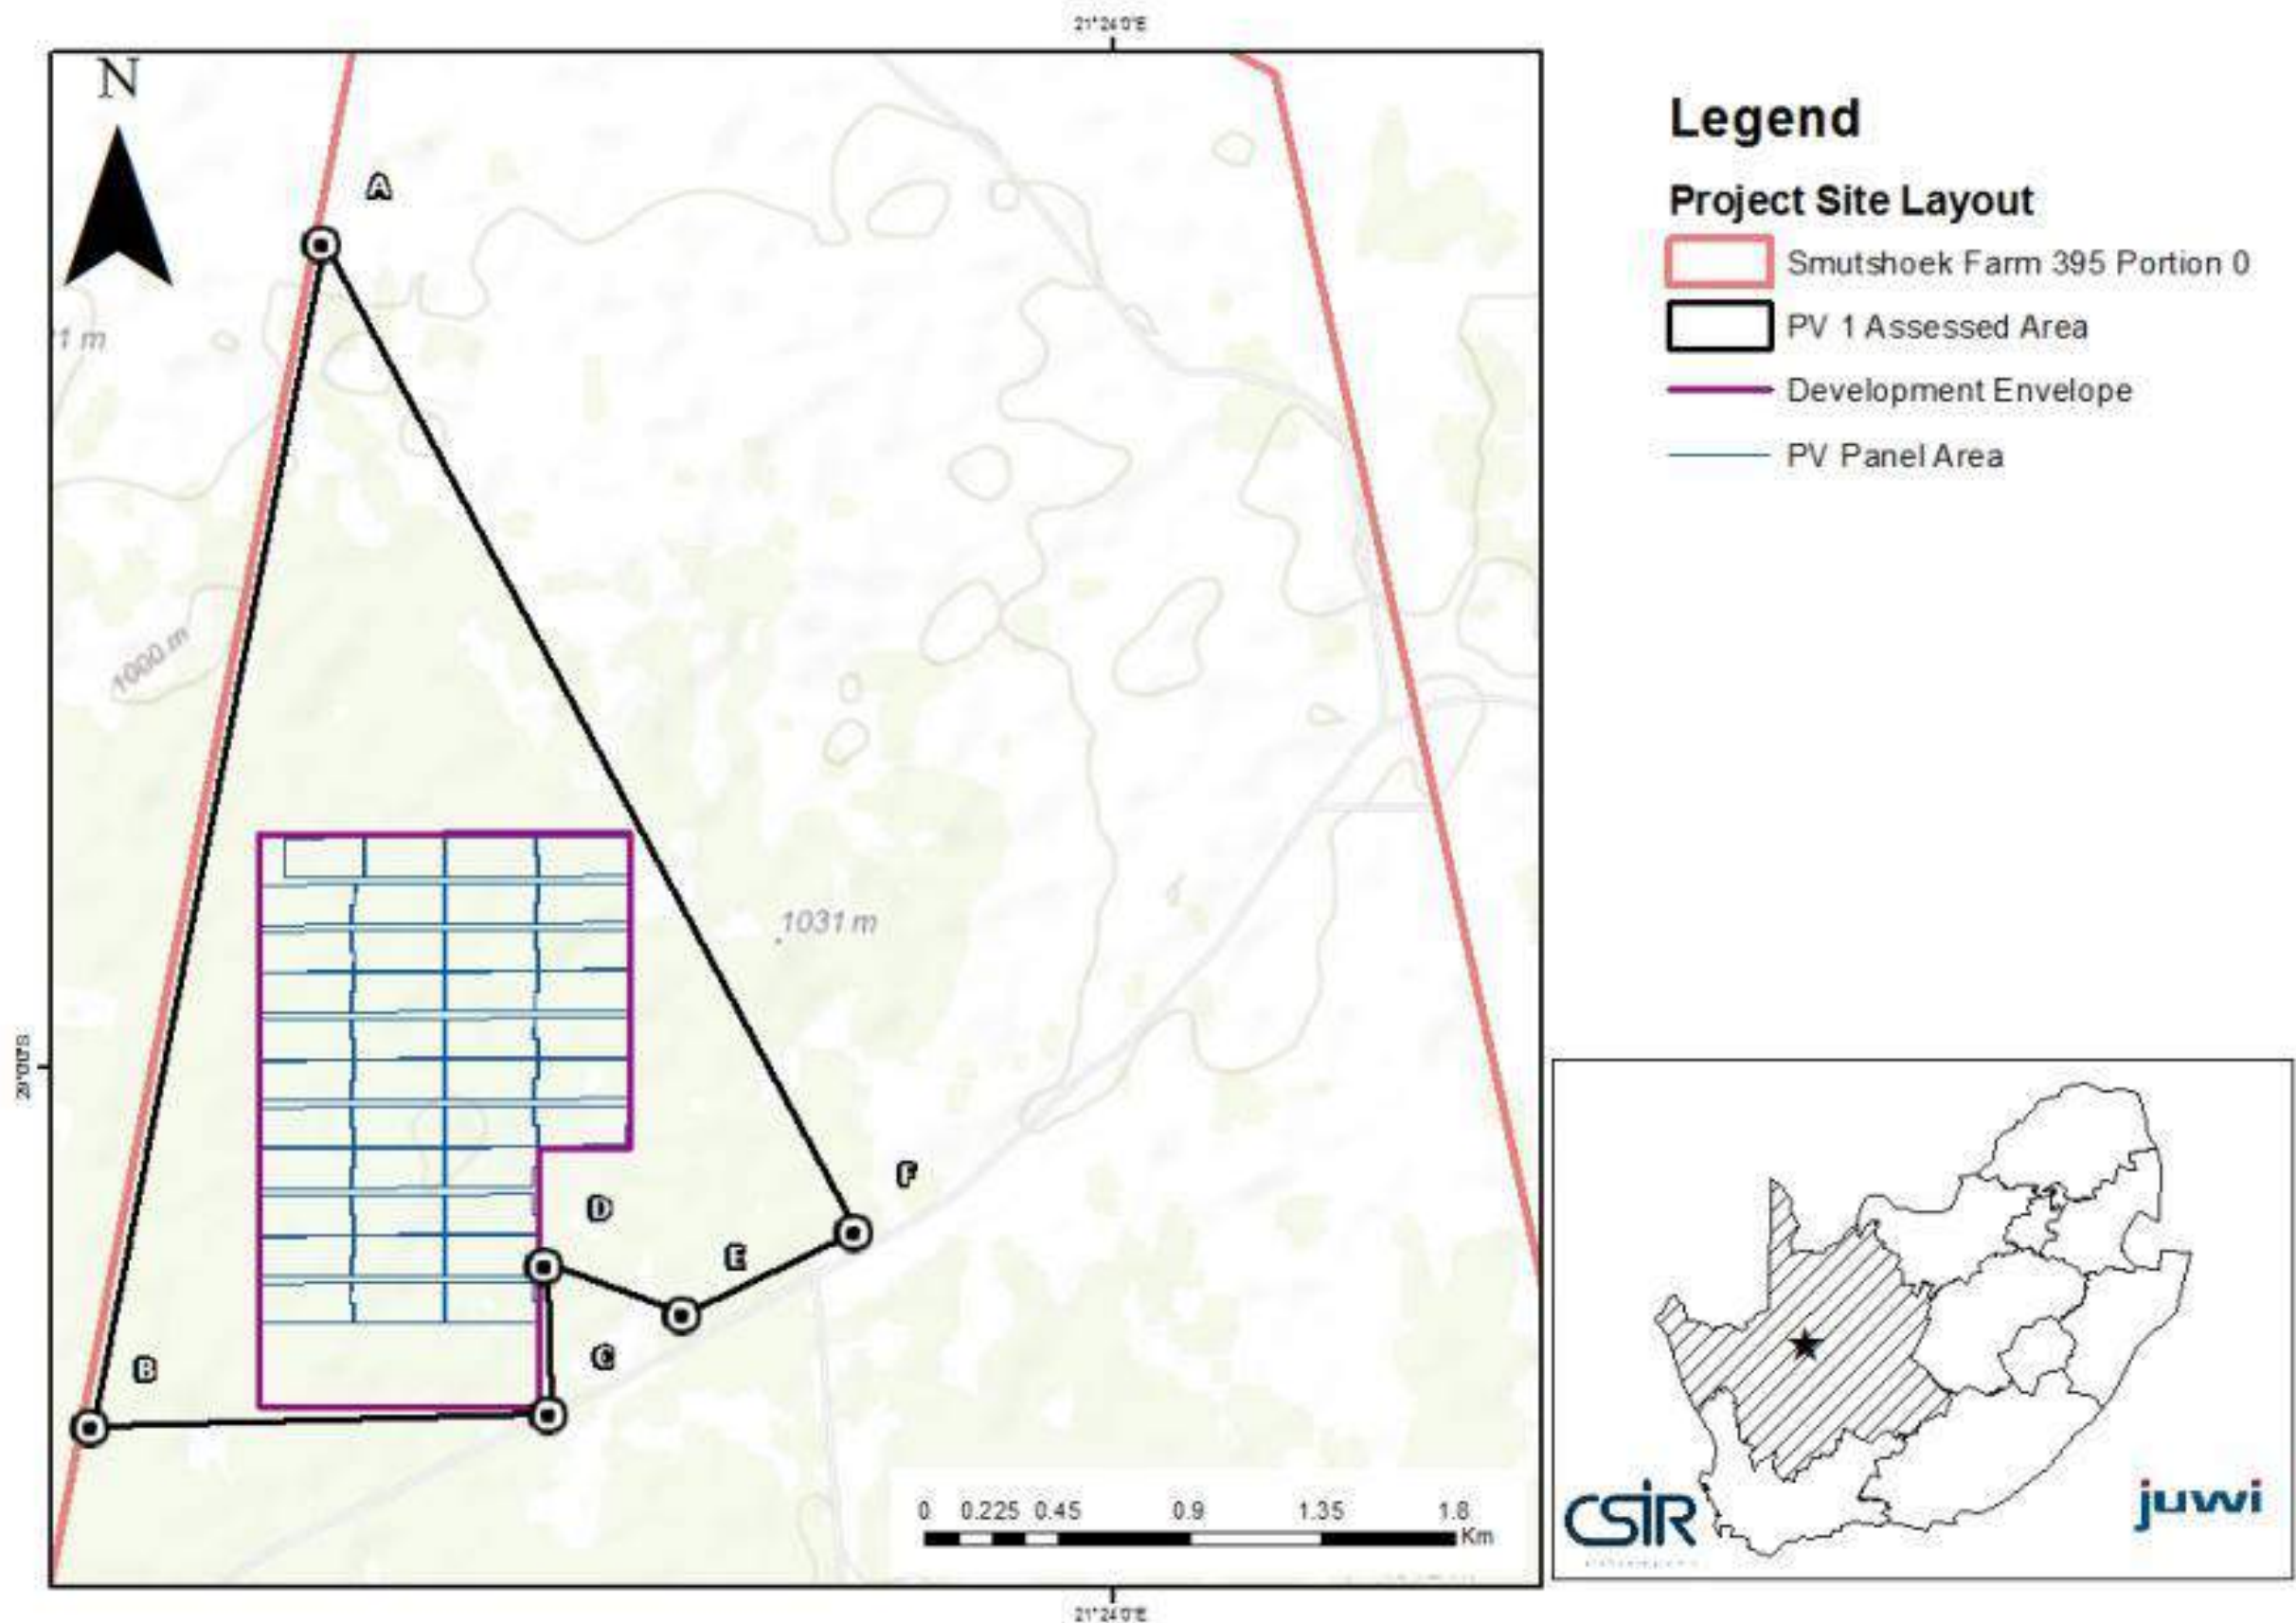 21°24'0"E
N
A
1 m
1000 m
1031 m
29°0'0"S
F
D
E
B
C
0 0.225 0.45 0.9 1.35 1.8
Km
21°24'0"E
Legend
Project Site Layout
Smutshoek Farm 395 Portion 0
PV 1 Assessed Area
Development Envelope
PV Panel Area
CSIR
juwi